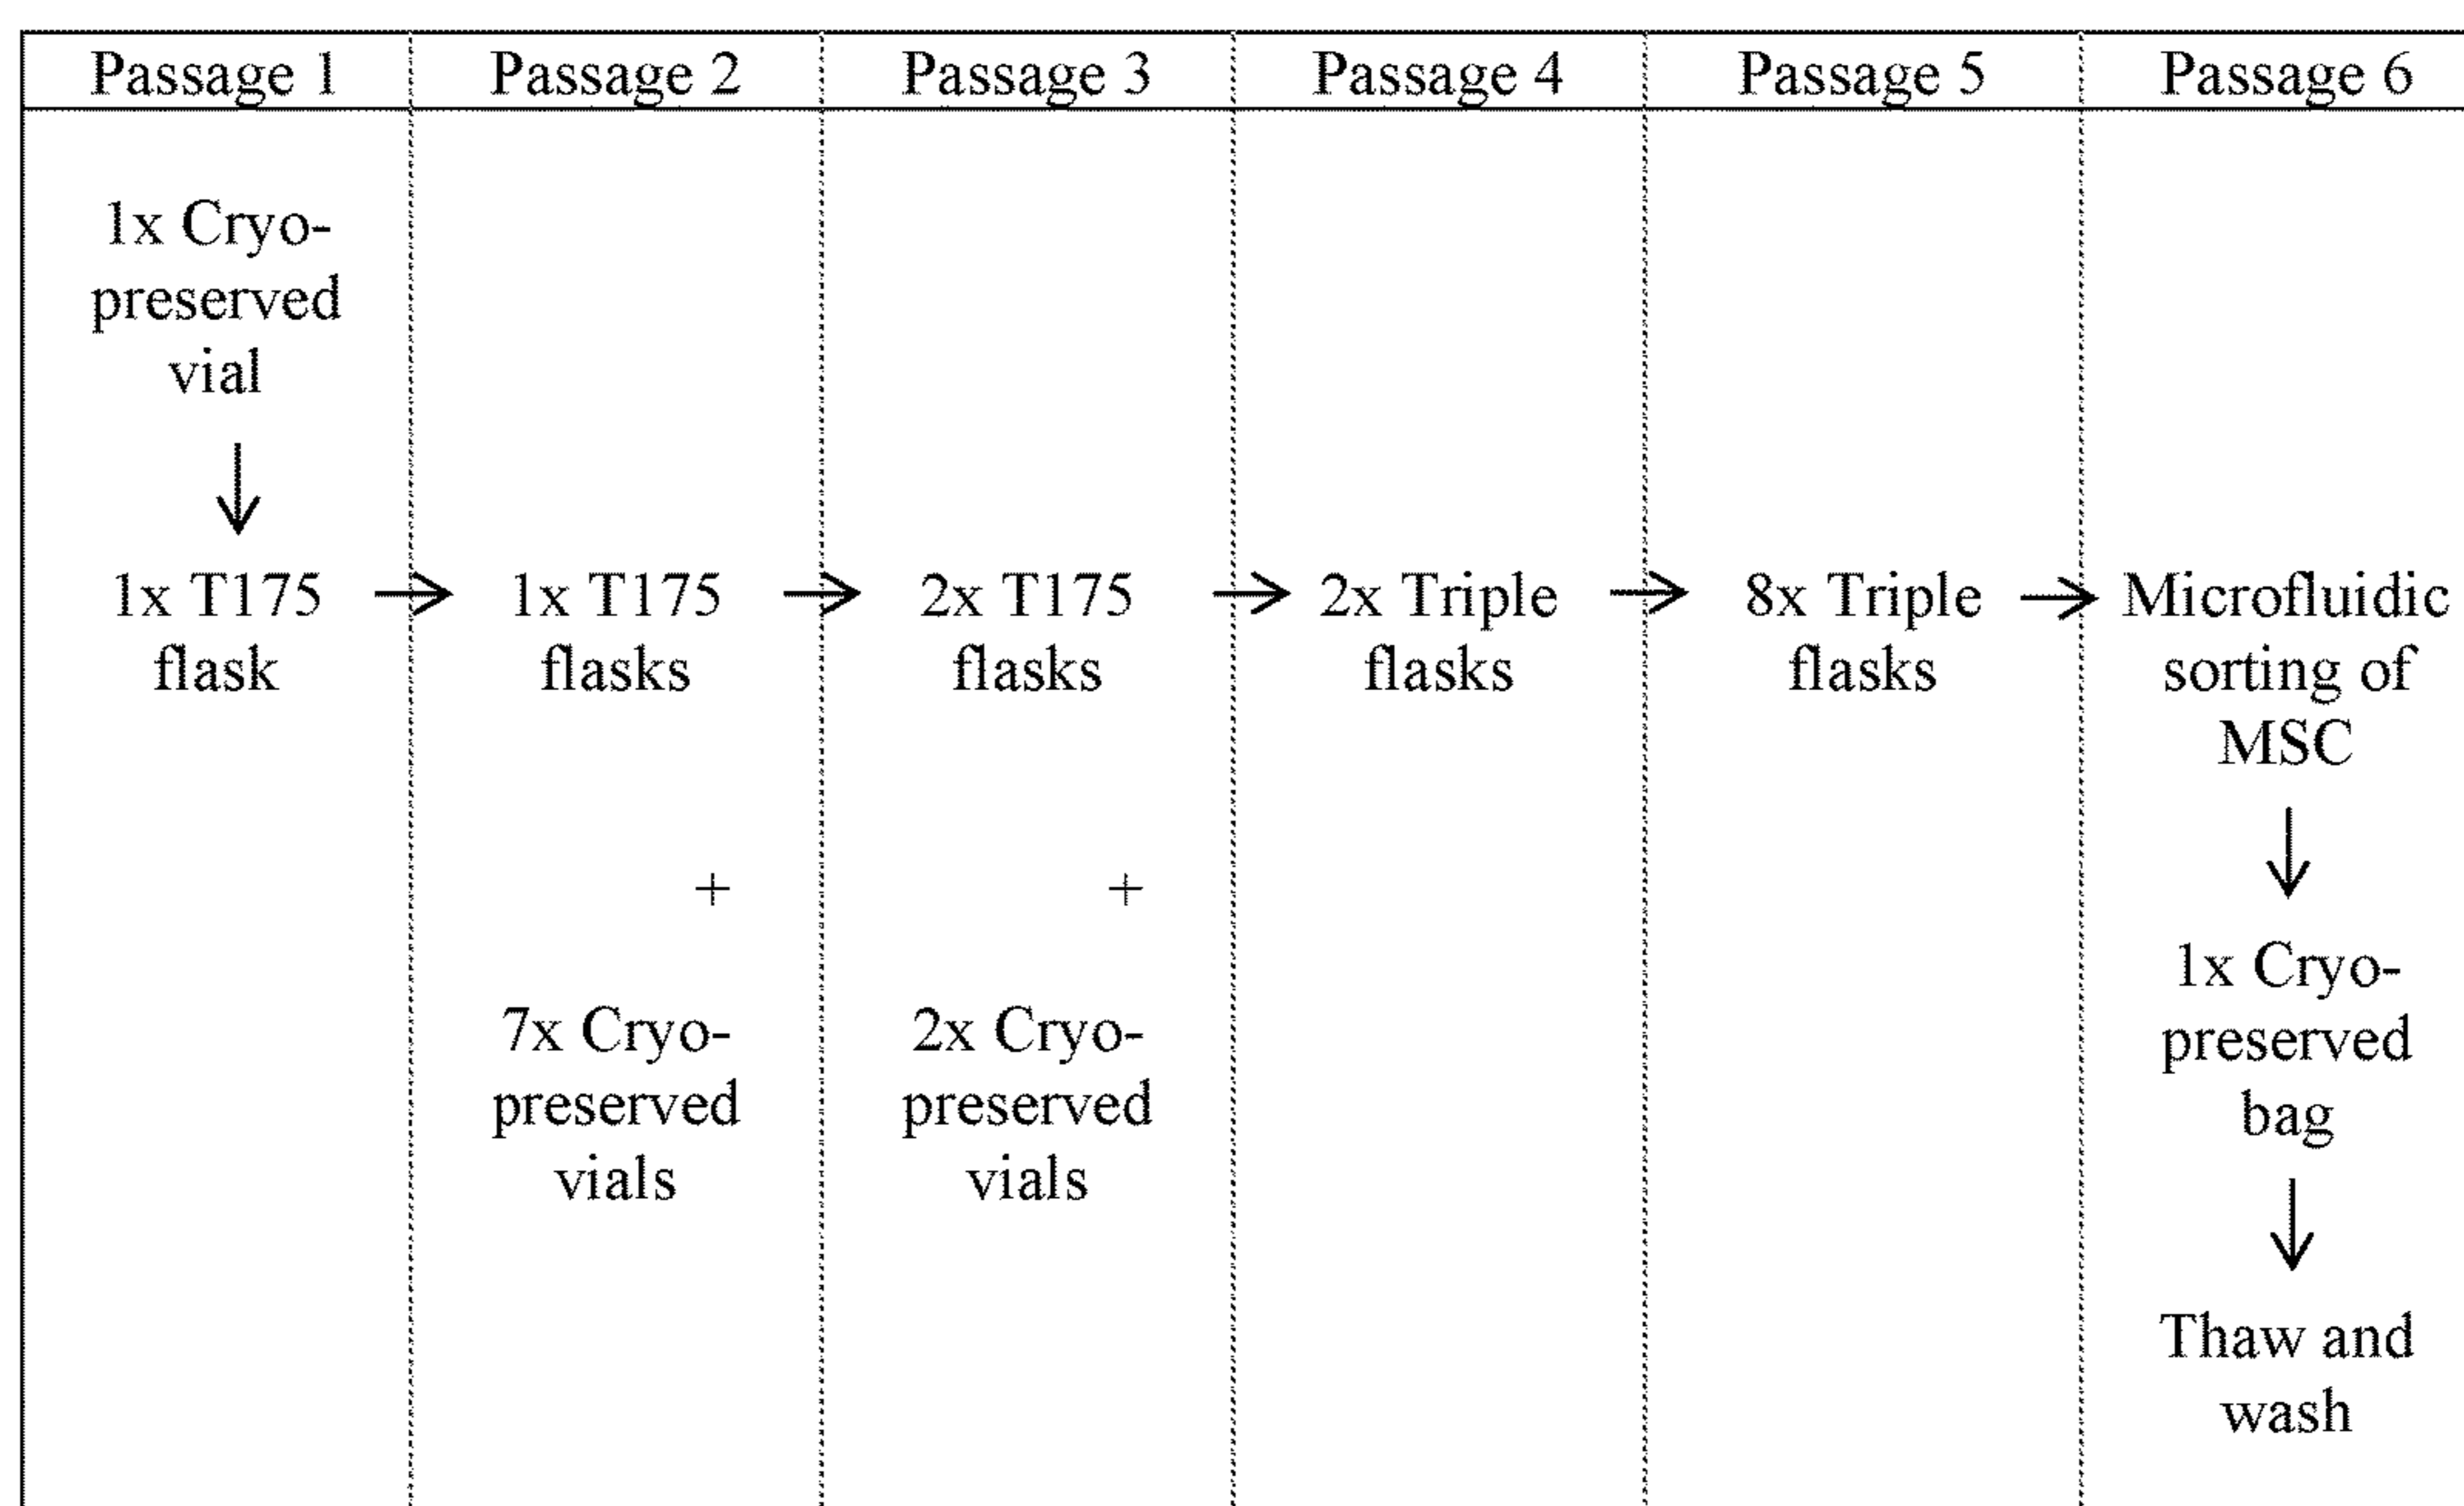 Passage 1 Passage 2 Passage 3 Passage 4 Passage 5 Passage 6
1x Cryo-
preserved
vial
1x T175
flask
1x T175
flasks
+
7x Cryo-
preserved
vials
2x T175
flasks
+
2x Cryo-
preserved
vials
2x Triple
flasks
8x Triple
flasks
Microfluidic
sorting of
MSC
1x Cryo-
preserved
bag
Thaw and
wash